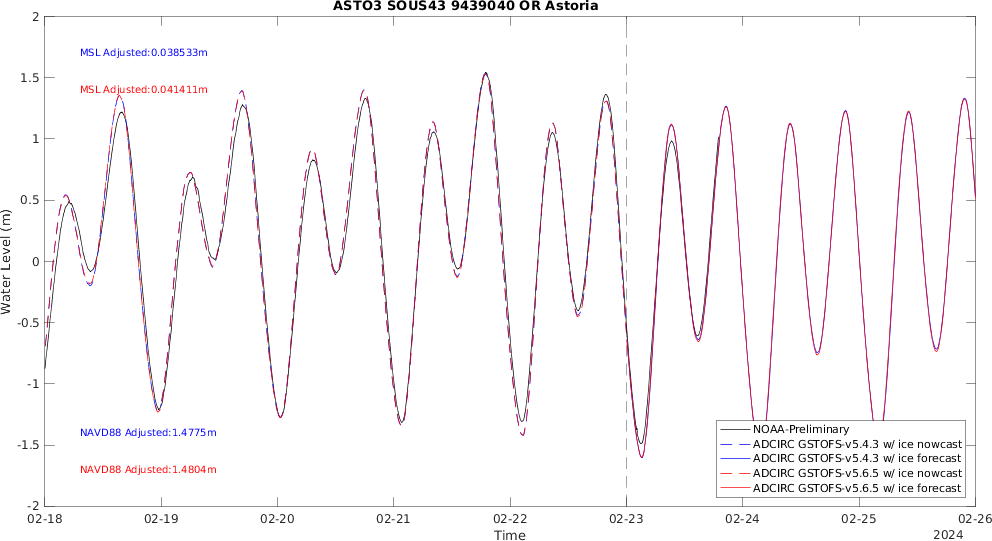 ASTO3 SOUS43 9439040 OR Astoria
2
1.5
1
0.5
0
-0.5
-1
-1.5
-2
Water Level (m)
MSL Adjusted:0.038533m
MSL Adjusted:0.041411m
NAVD88 Adjusted:1.4775m
NAVD88 Adjusted:1.4804m
NOAA-Preliminary
ADCIRC GSTOFS-v5.4.3 w/ ice nowcast
ADCIRC GSTOFS-v5.4.3 w/ ice forecast
ADCIRC GSTOFS-v5.6.5 w/ ice nowcast
ADCIRC GSTOFS-v5.6.5 w/ ice forecast
02-18 02-19 02-20 02-21 02-22 02-23 02-24 02-25 02-26
Time
2024